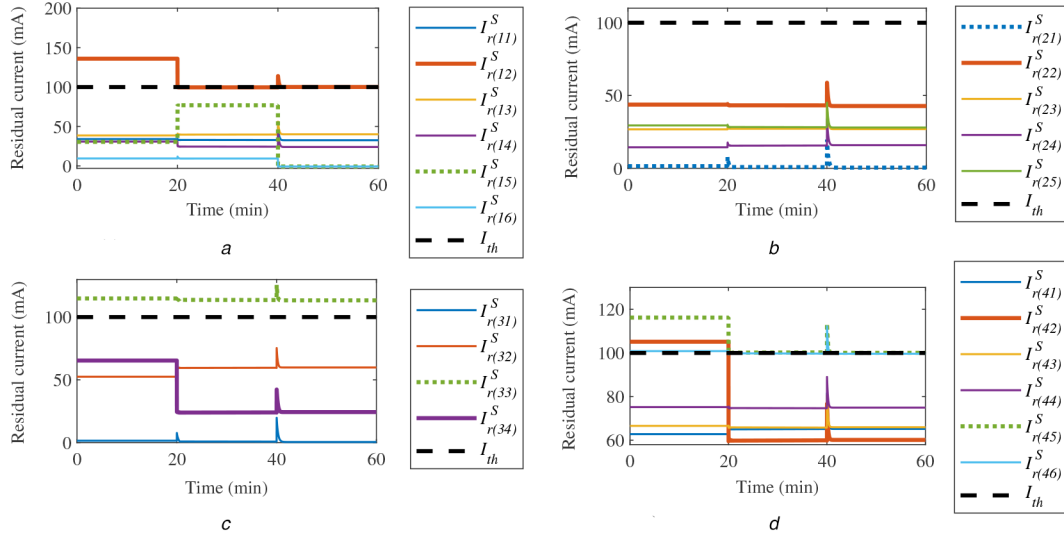 200
150
100
50
0
0
20
40
60
Residual current (mA)
Time (min)
I^S_r(11)
I^S_r(12)
I^S_r(13)
I^S_r(14)
I^S_r(15)
I^S_r(16)
I_th
a
100
50
0
0
20
40
60
Residual current (mA)
Time (min)
I^S_r(21)
I^S_r(22)
I^S_r(23)
I^S_r(24)
I^S_r(25)
I_th
b
100
50
0
0
20
40
60
Residual current (mA)
Time (min)
I^S_r(31)
I^S_r(32)
I^S_r(33)
I^S_r(34)
I_th
c
120
100
80
60
0
20
40
60
Residual current (mA)
Time (min)
I^S_r(41)
I^S_r(42)
I^S_r(43)
I^S_r(44)
I^S_r(45)
I^S_r(46)
I_th
d